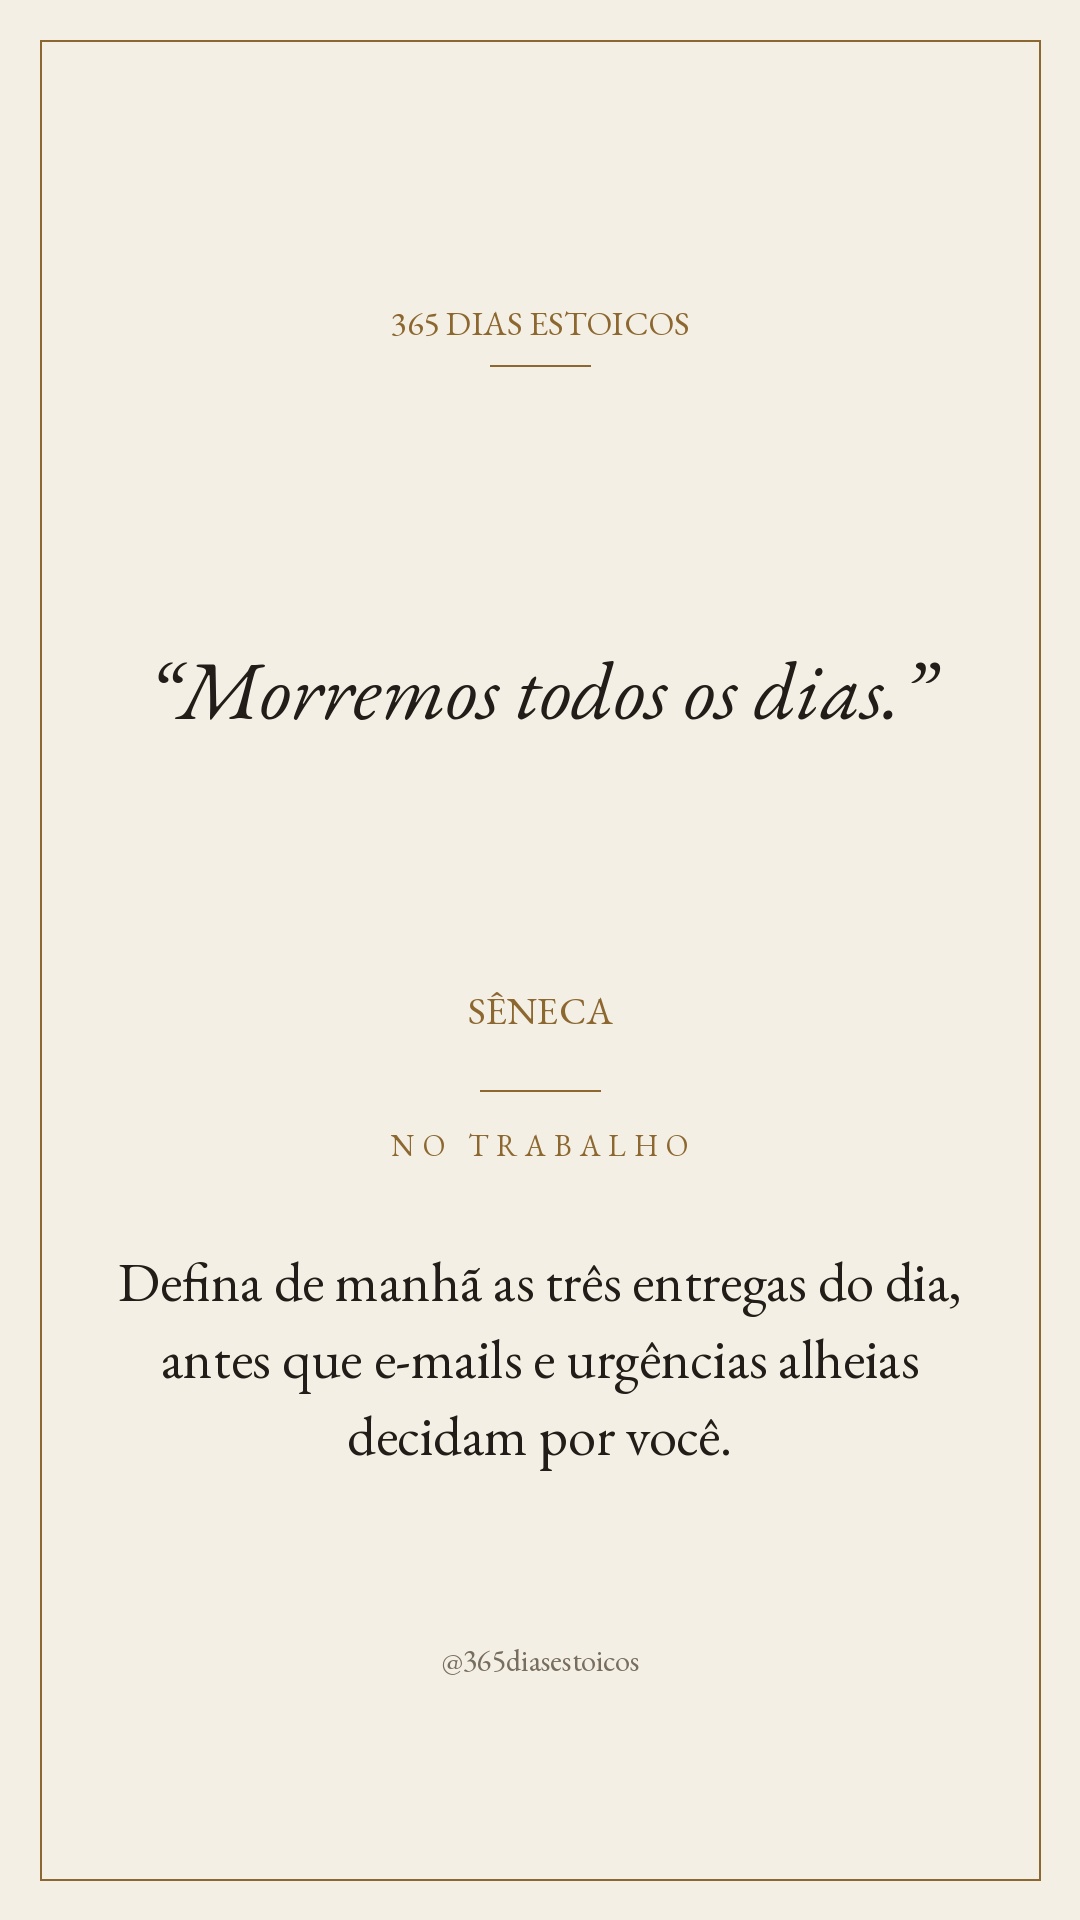 365 DIAS ESTOICOS
“Morremos todos os dias.”
SÊNECA
NO TRABALHO
Defina de manhã as três entregas do dia,
antes que e-mails e urgências alheias
decidam por você.
@365diasestoicos